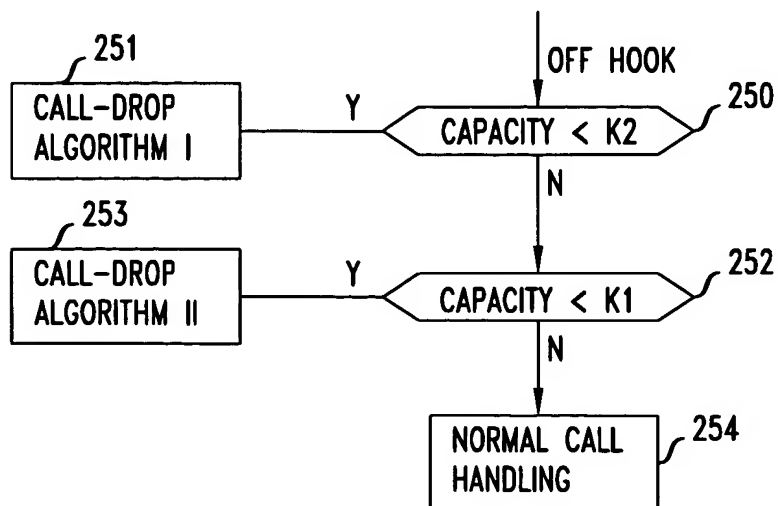 251
CALL-DROP
ALGORITHM I
Y
OFF HOOK
250
CAPACITY < K2
N
253
CALL-DROP
ALGORITHM II
Y
252
CAPACITY < K1
N
254
NORMAL CALL
HANDLING